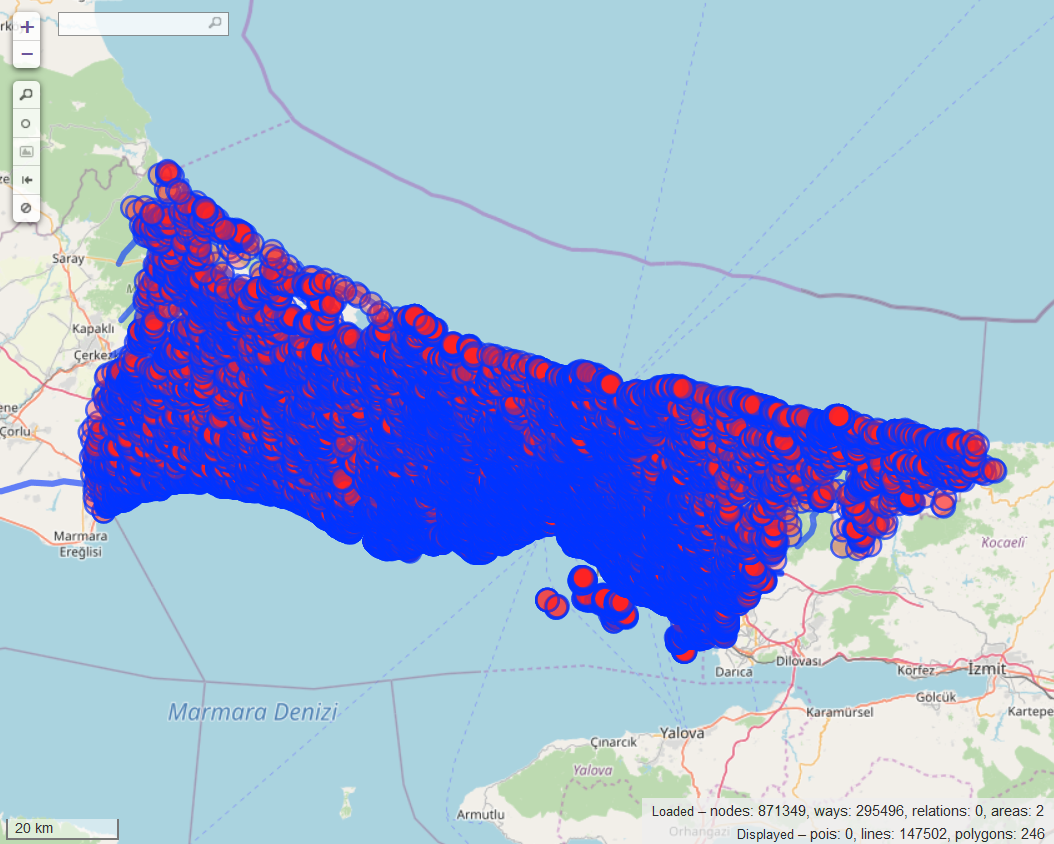 +
−
Saray
Kapaklı
Çerkez
ene
Çorlu
Marmara
Ereğlisi
Kocaeli
Darıca
Dilovası
Körfez
İzmit
Gölcük
Karamürsel
Kartepe
Marmara Denizi
Yalova
Çınarcık
Yalova
Armutlu
Orhangazi
Loaded – nodes: 871349, ways: 295496, relations: 0, areas: 2
Displayed – pois: 0, lines: 147502, polygons: 246
20 km